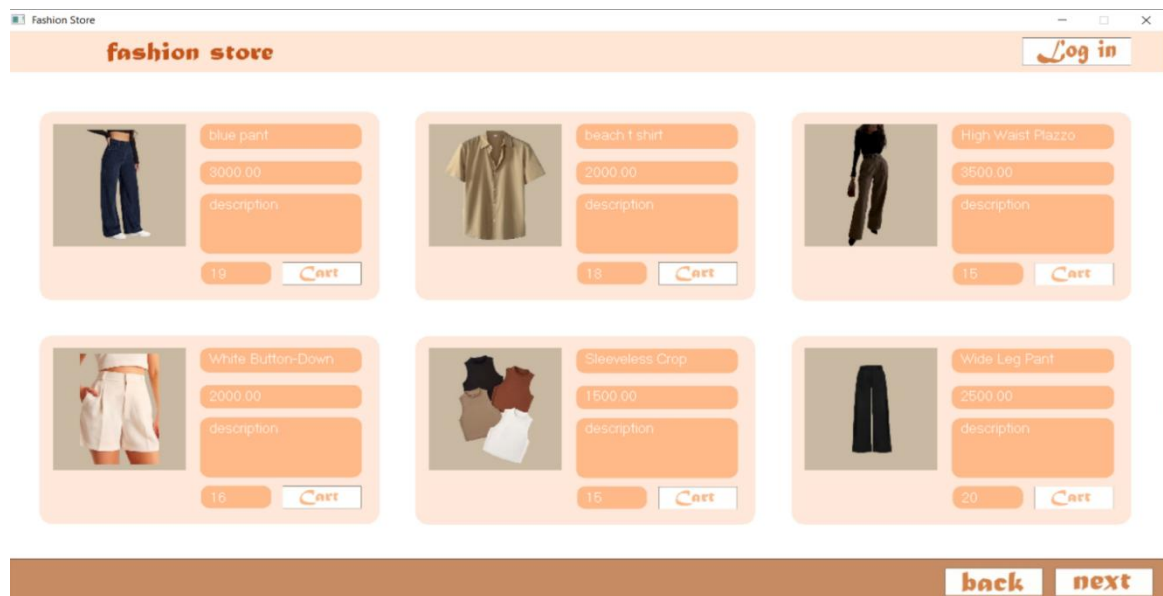 Fashion Store
fashion store
Log in
blue pant
3000.00
description
19
Cart
beach t shirt
2000.00
description
18
Cart
High Waist Plazzo
3500.00
description
15
Cart
White Button-Down
2000.00
description
16
Cart
Sleeveless Crop
1500.00
description
15
Cart
Wide Leg Pant
2500.00
description
20
Cart
back
next